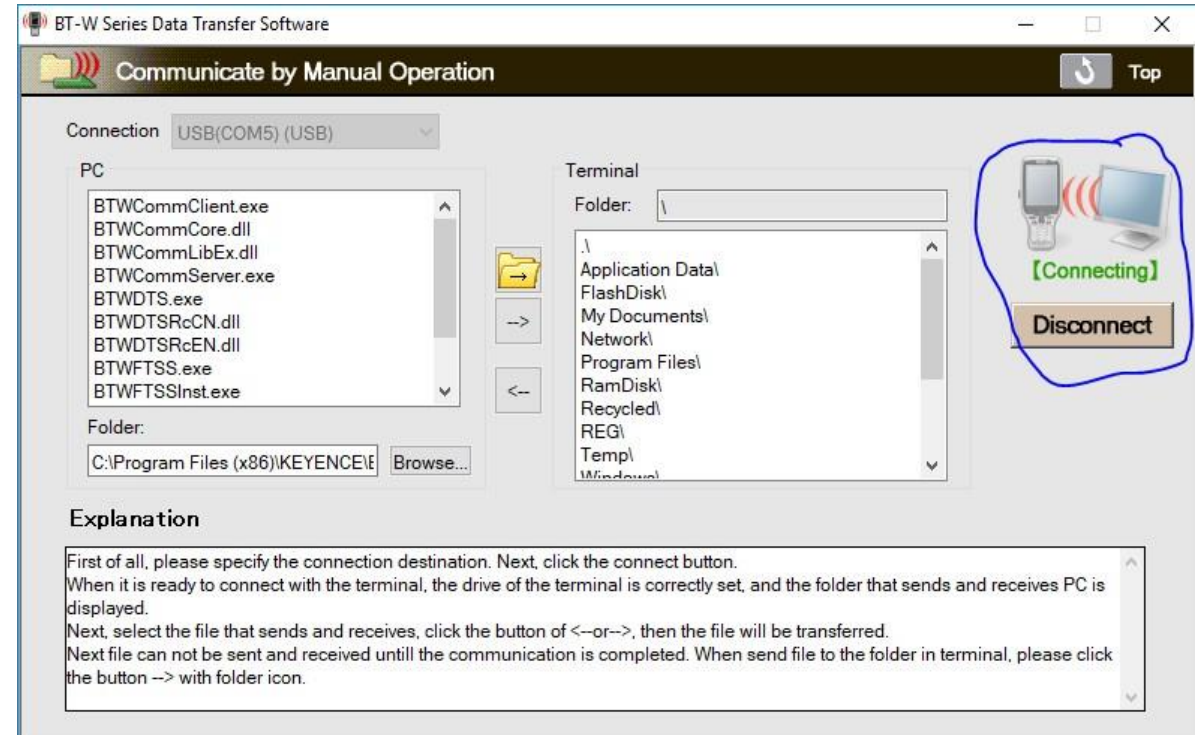 BT-W Series Data Transfer Software
Communicate by Manual Operation
Top
Connection USB(COM5) (USB)
PC
BTWCommClient.exe
BTWCommCore.dll
BTWCommLibEx.dll
BTWCommServer.exe
BTWDTS.exe
BTWDTSRcCN.dll
BTWDTSRcEN.dll
BTWFTSS.exe
BTWFTSSInst.exe
Folder:
C:\Program Files (x86)\KEYENCE\E
Browse...
-->
<--
Terminal
Folder: \
.\
Application Data\
FlashDisk\
My Documents\
Network\
Program Files\
RamDisk\
Recycled\
REG\
Temp\
Windows\
【Connecting】
Disconnect
Explanation
First of all, please specify the connection destination. Next, click the connect button.
When it is ready to connect with the terminal, the drive of the terminal is correctly set, and the folder that sends and receives PC is
displayed.
Next, select the file that sends and receives, click the button of <--or-->, then the file will be transferred.
Next file can not be sent and received untill the communication is completed. When send file to the folder in terminal, please click
the button --> with folder icon.